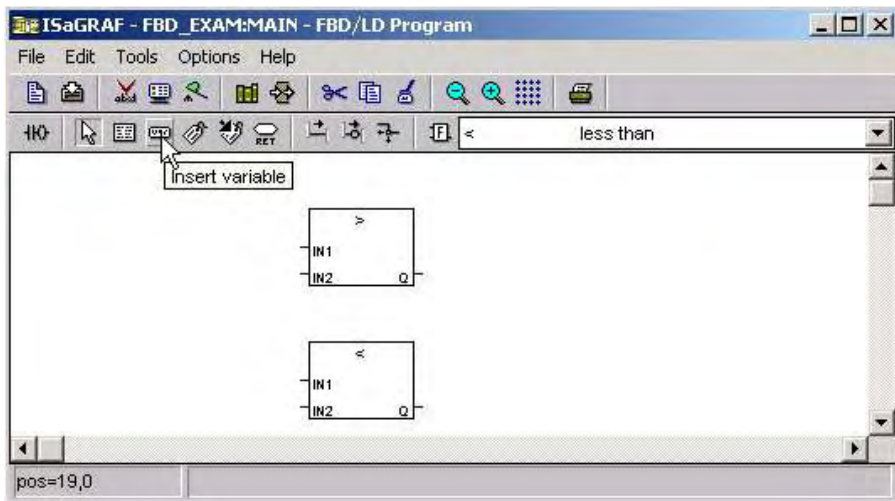 ISaGRAF - FBD_EXAM:MAIN - FBD/LD Program
File Edit Tools Options Help
RET
F < less than
Insert variable
>
IN1
IN2 Q
<
IN1
IN2 Q
pos=19,0